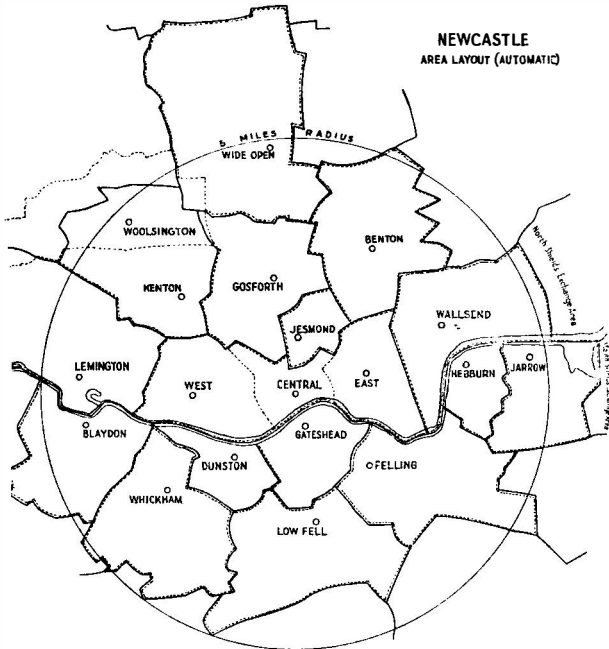 NEWCASTLE
AREA LAYOUT (AUTOMATIC)
5 MILES RADIUS
WIDE OPEN
WOOLSINGTON
BENTON
North Shields Exchange Area
KENTON
GOSFORTH
WALLSEND
JESMOND
LEMINGTON
WEST
CENTRAL
EAST
HEBBURN
JARROW
BLAYDON
GATESHEAD
DUNSTON
FELLING
WHICKHAM
LOW FELL